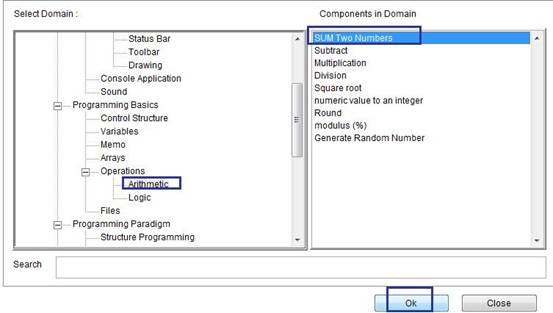 Select Domain :
Components in Domain
Status Bar
Toolbar
Drawing
Console Application
Sound
Programming Basics
Control Structure
Variables
Memo
Arrays
Operations
Arithmetic
Logic
Files
Programming Paradigm
Structure Programming
SUM Two Numbers
Subtract
Multiplication
Division
Square root
numeric value to an integer
Round
modulus (%)
Generate Random Number
Search
Ok
Close